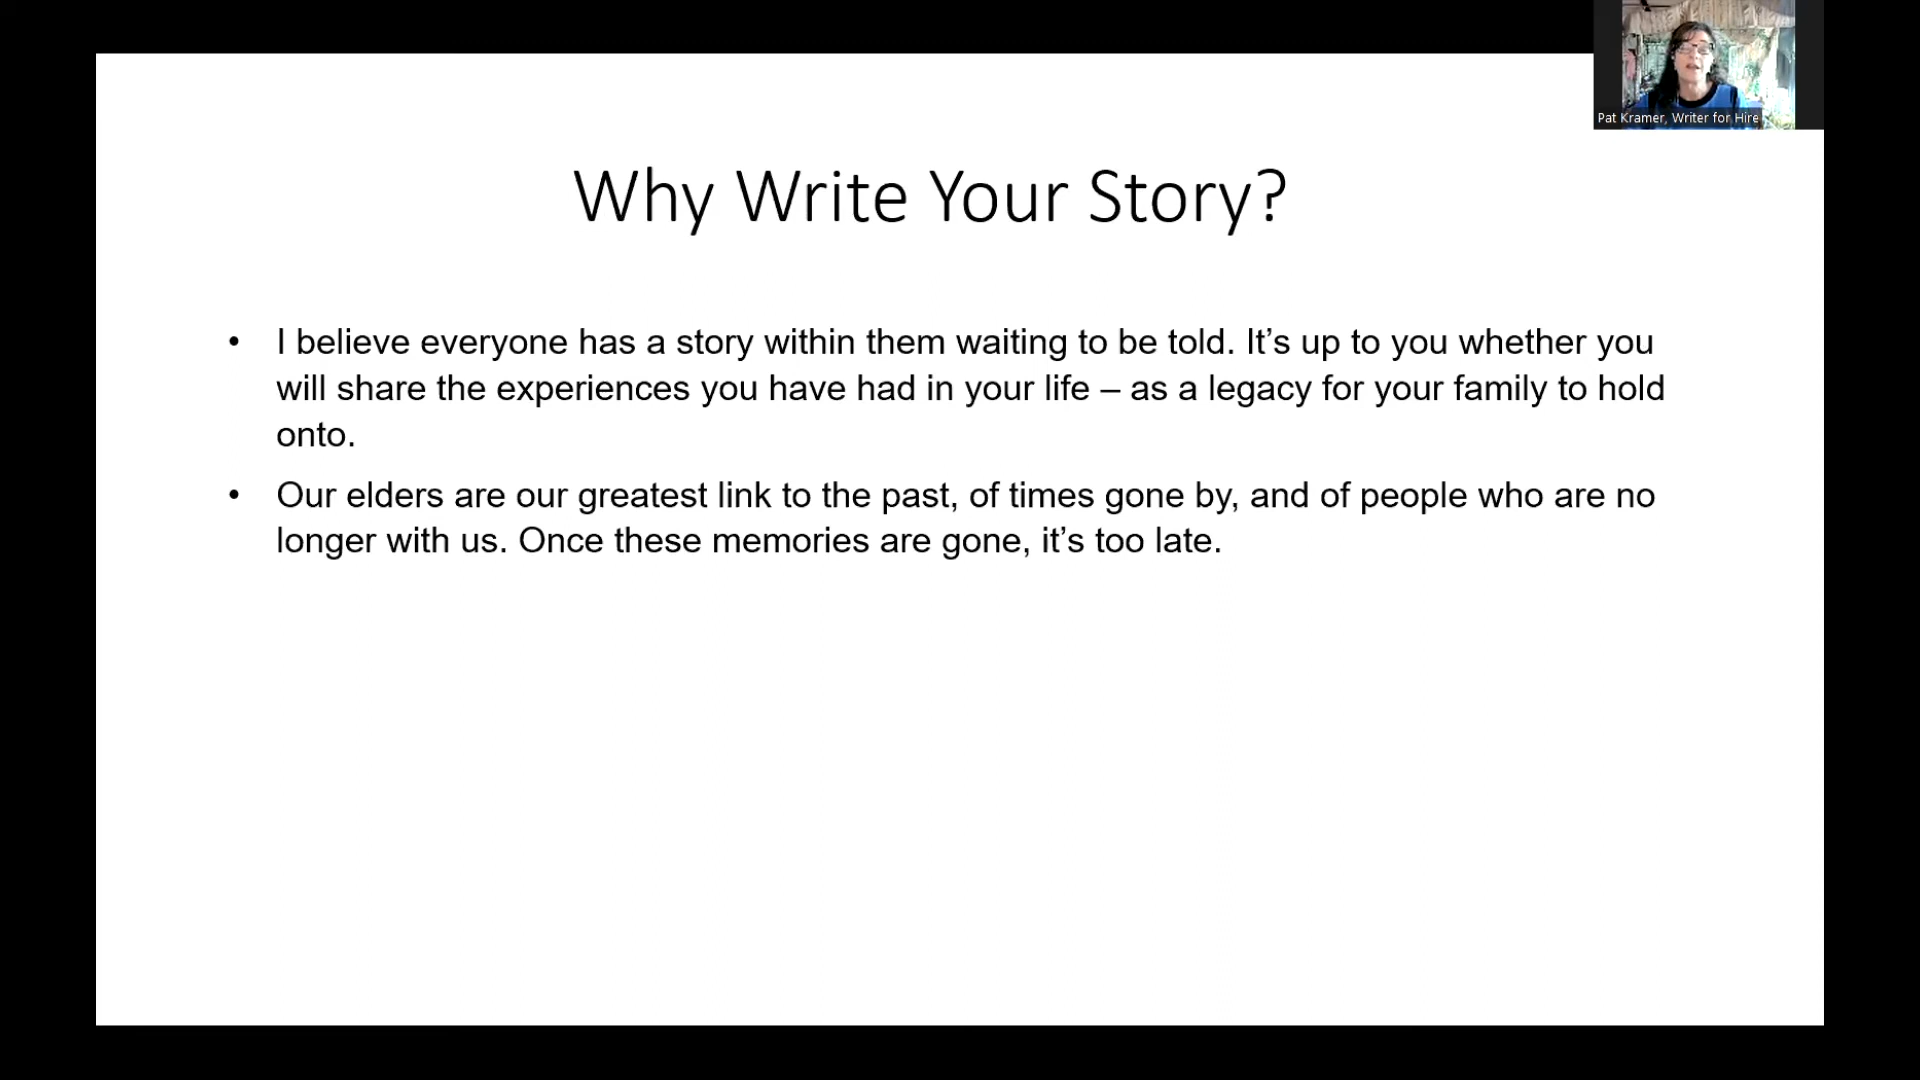 Pat Kramer, Writer for Hire
Why Write Your Story?
• I believe everyone has a story within them waiting to be told. It’s up to you whether you
will share the experiences you have had in your life – as a legacy for your family to hold
onto.
• Our elders are our greatest link to the past, of times gone by, and of people who are no
longer with us. Once these memories are gone, it’s too late.